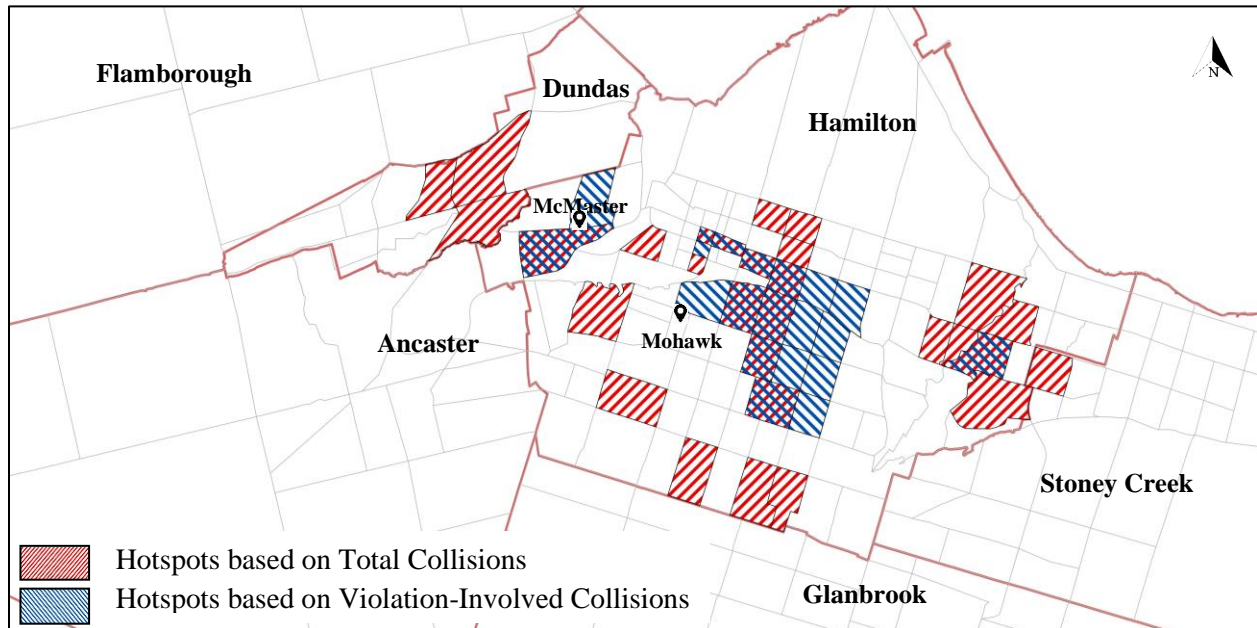 Flamborough
Dundas
Hamilton
N
McMaster
Ancaster
Mohawk
Stoney Creek
Glanbrook
Hotspots based on Total Collisions
Hotspots based on Violation-Involved Collisions